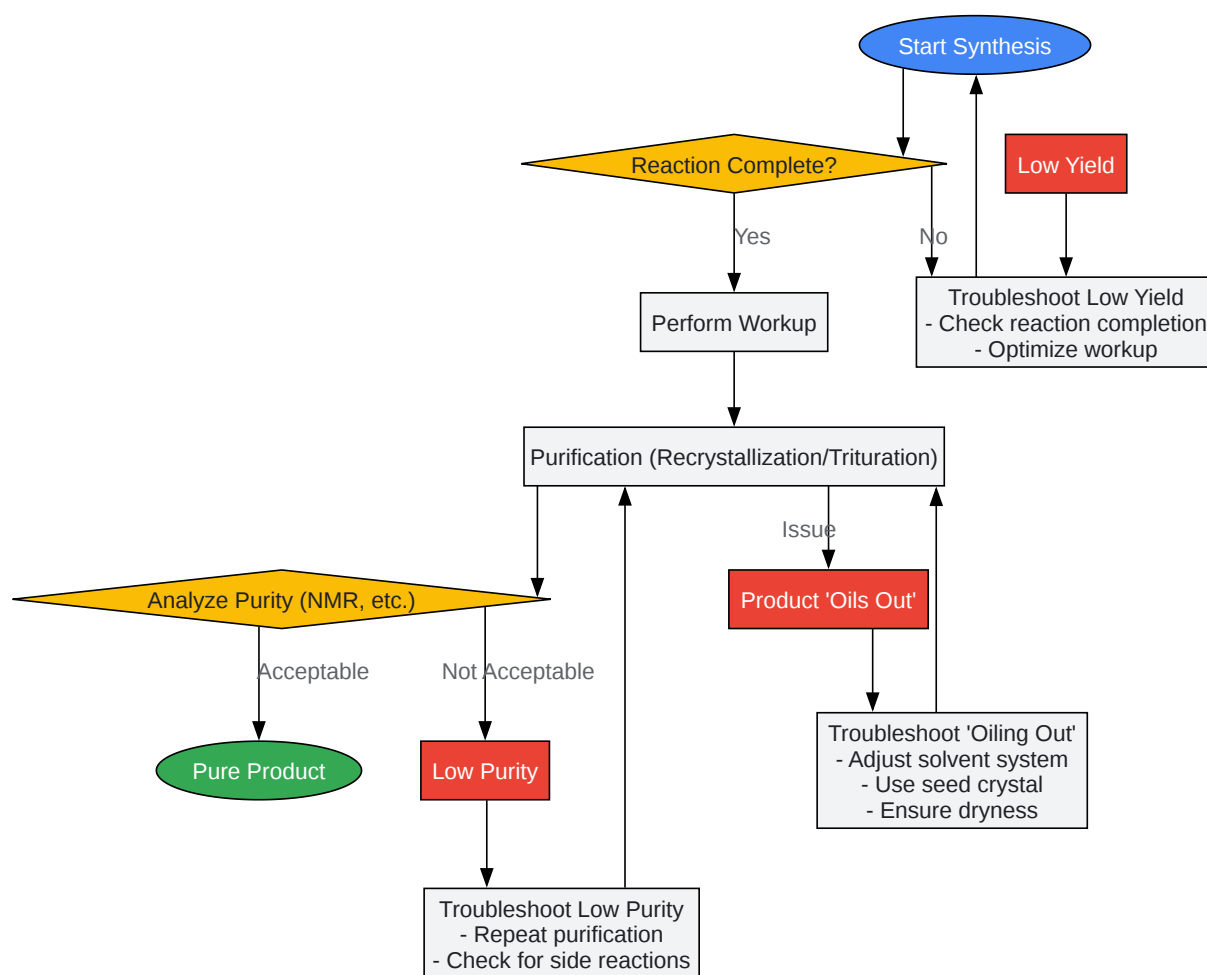 Start Synthesis
Reaction Complete?
Low Yield
Yes
No
Troubleshoot Low Yield
- Check reaction completion
- Optimize workup
Perform Workup
Purification (Recrystallization/Trituration)
Issue
Analyze Purity (NMR, etc.)
Product 'Oils Out'
Acceptable
Not Acceptable
Troubleshoot 'Oiling Out'
- Adjust solvent system
- Use seed crystal
- Ensure dryness
Pure Product
Low Purity
Troubleshoot Low Purity
- Repeat purification
- Check for side reactions